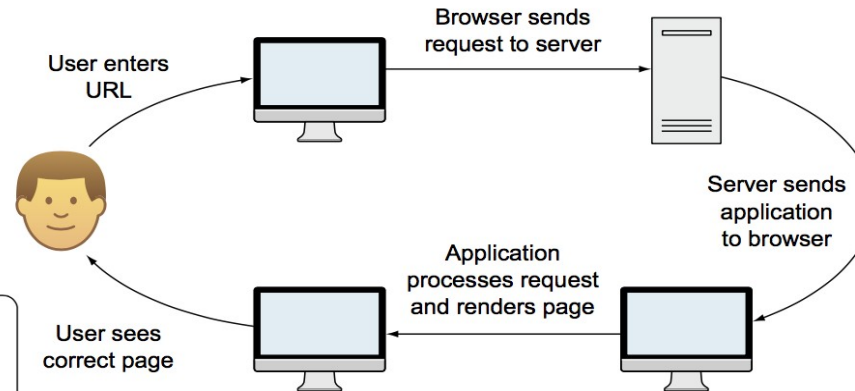 User enters
URL
Browser sends
request to server
Server sends
application
to browser
Application
processes request
and renders page
User sees
correct page